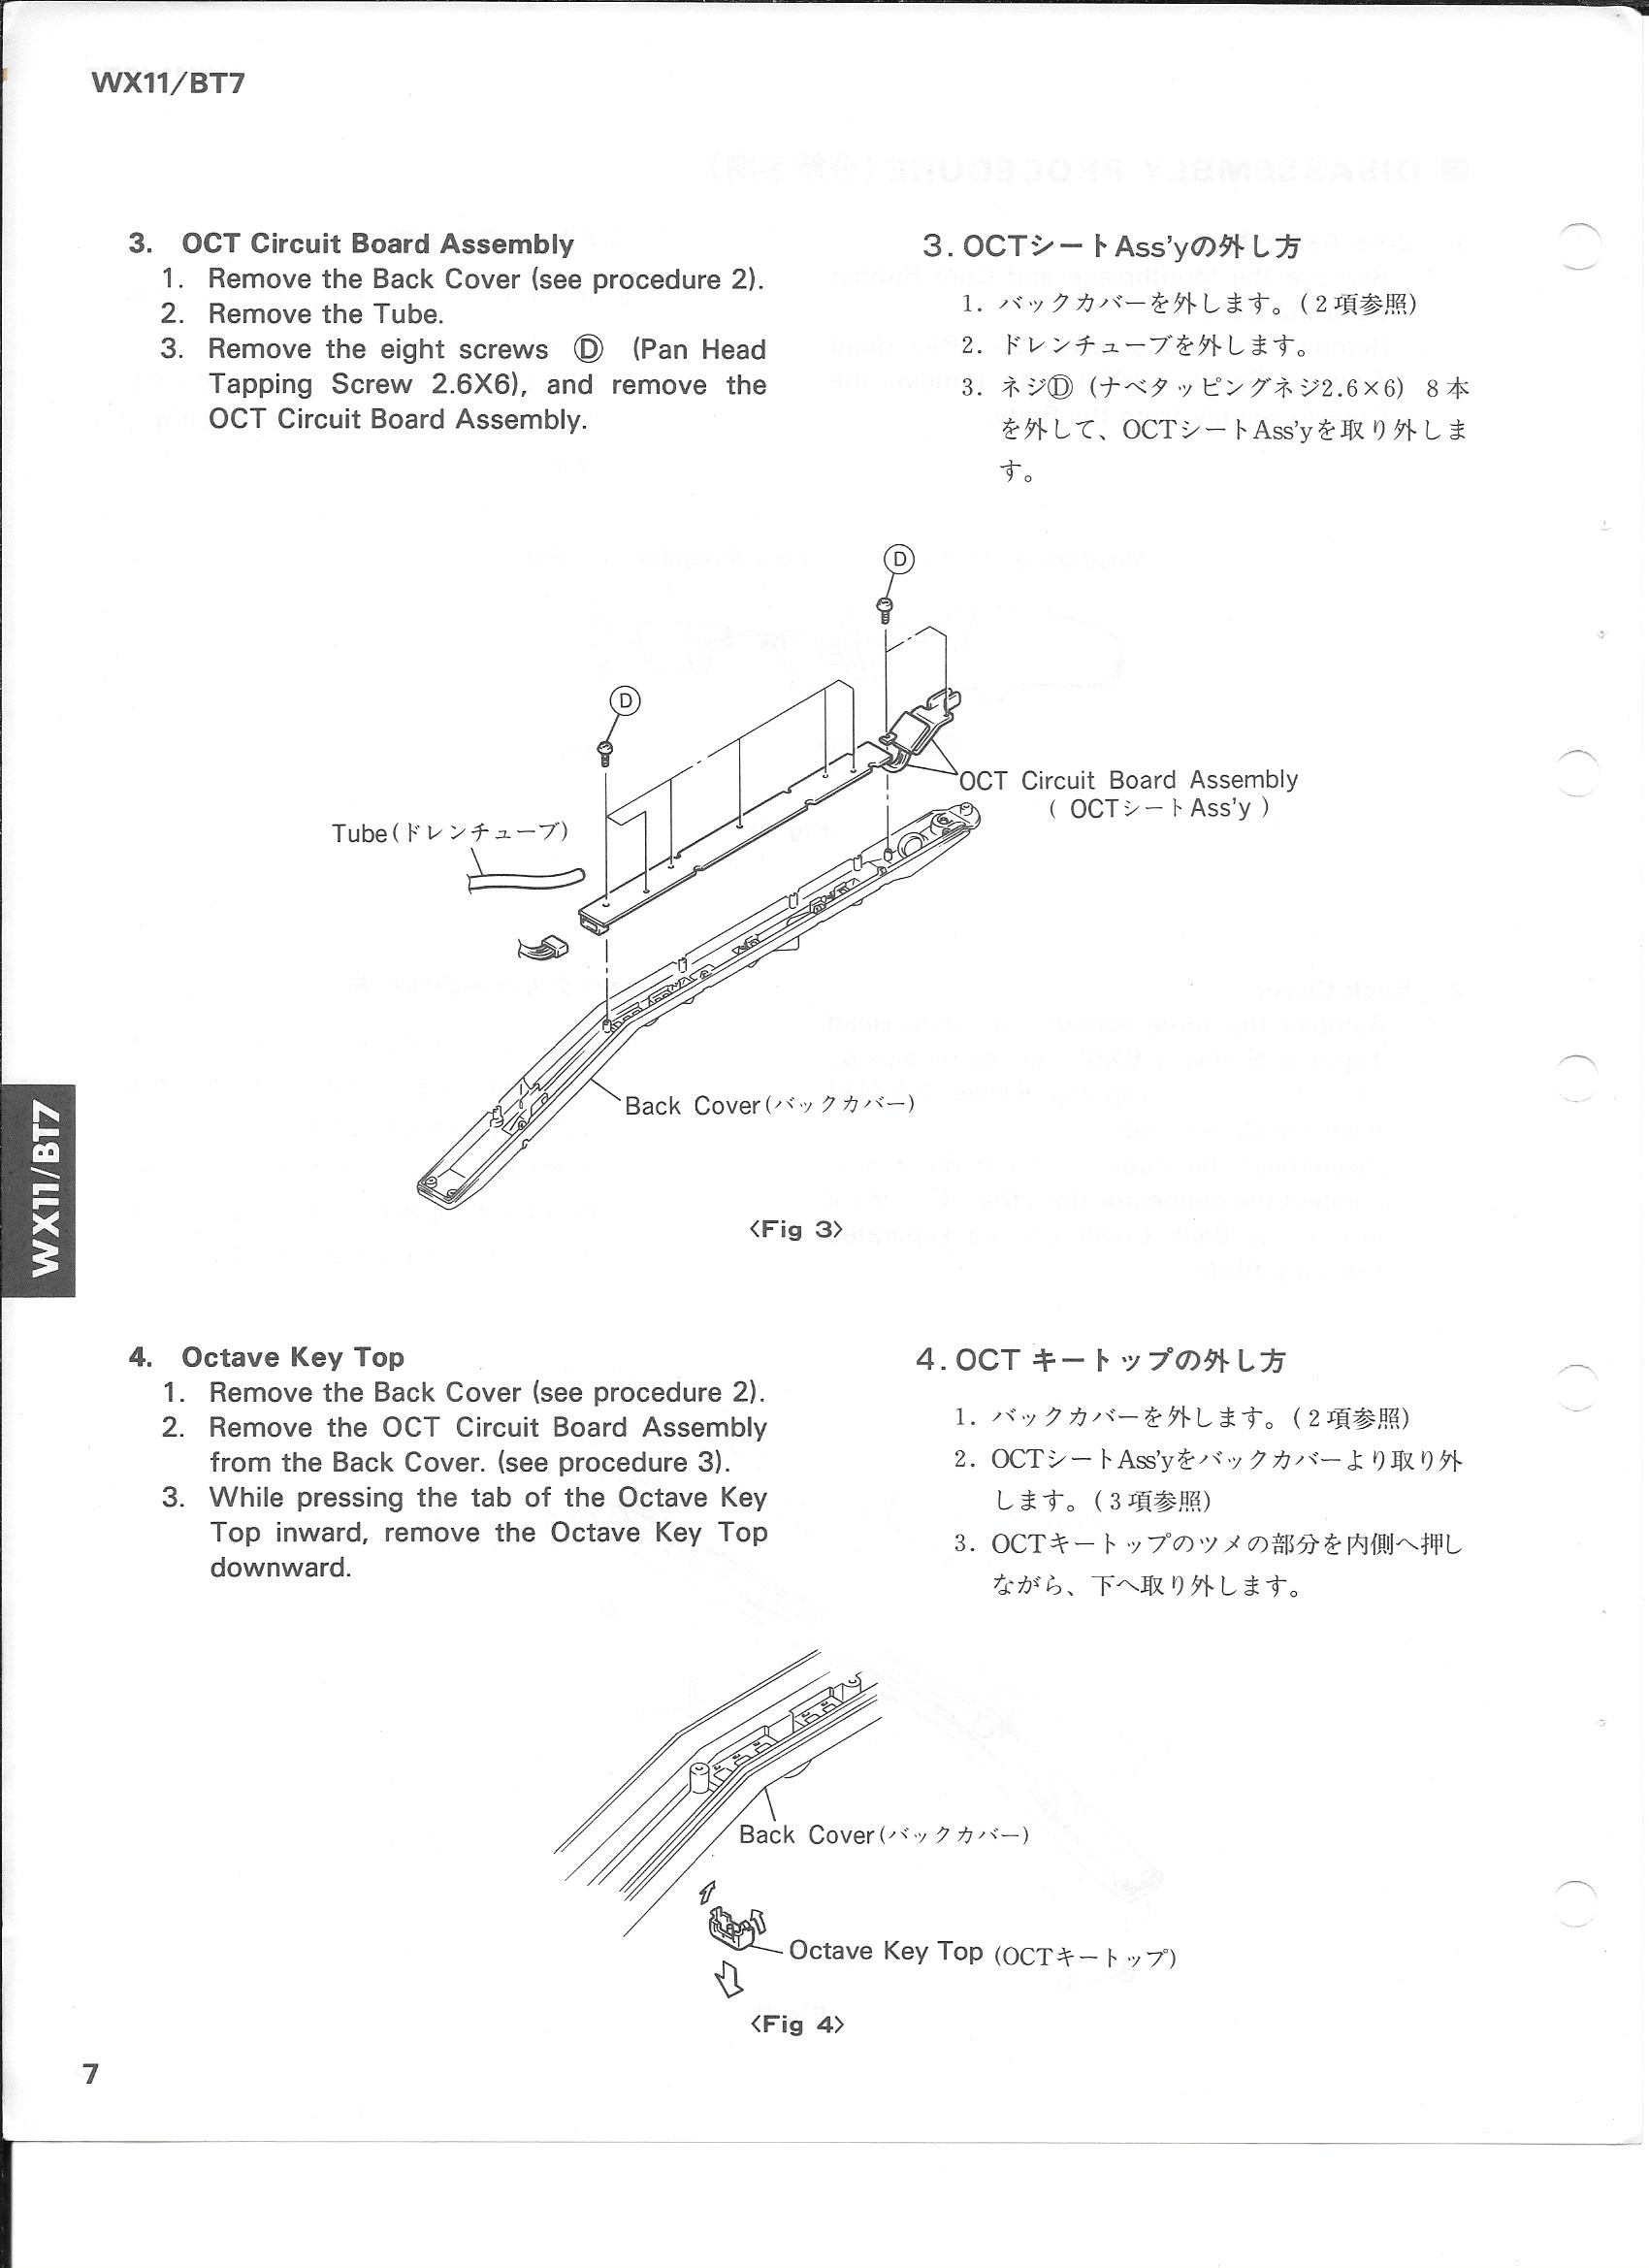 WX11/BT7
3. OCT Circuit Board Assembly
1. Remove the Back Cover (see procedure 2).
2. Remove the Tube.
3. Remove the eight screws Ⓓ (Pan Head
Tapping Screw 2.6X6), and remove the
OCT Circuit Board Assembly.
3. OCTシートAss'yの外し方
1. バックカバーを外します。(2項参照)
2. ドレンチューブを外します。
3. ネジⒹ (ナベタッピングネジ2.6×6) 8本
を外して、OCTシートAss'yを取り外しま
す。
D
D
OCT Circuit Board Assembly
( OCTシートAss'y )
Tube(ドレンチューブ)
Back Cover(バックカバー)
〈Fig 3〉
WX11/BT7
4. Octave Key Top
1. Remove the Back Cover (see procedure 2).
2. Remove the OCT Circuit Board Assembly
from the Back Cover. (see procedure 3).
3. While pressing the tab of the Octave Key
Top inward, remove the Octave Key Top
downward.
4. OCT キートップの外し方
1. バックカバーを外します。(2項参照)
2. OCTシートAss'yをバックカバーより取り外
します。(3項参照)
3. OCTキートップのツメの部分を内側へ押し
ながら、下へ取り外します。
Back Cover(バックカバー)
Octave Key Top (OCTキートップ)
〈Fig 4〉
7